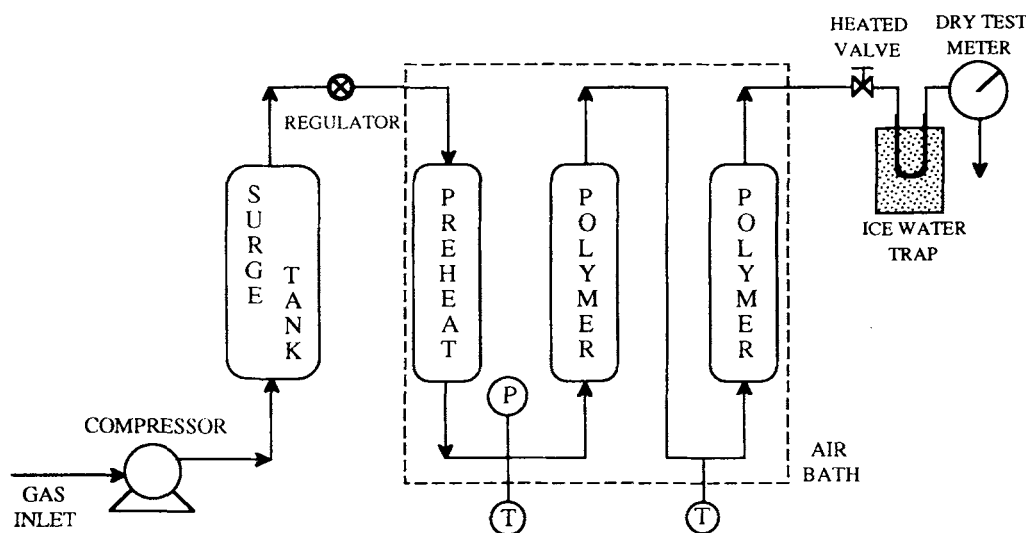 HEATED
VALVE
DRY TEST
METER
REGULATOR
SURGE
TANK
PREHEAT
POLYMER
POLYMER
ICE WATER
TRAP
P
COMPRESSOR
AIR
BATH
GAS
INLET
T
T